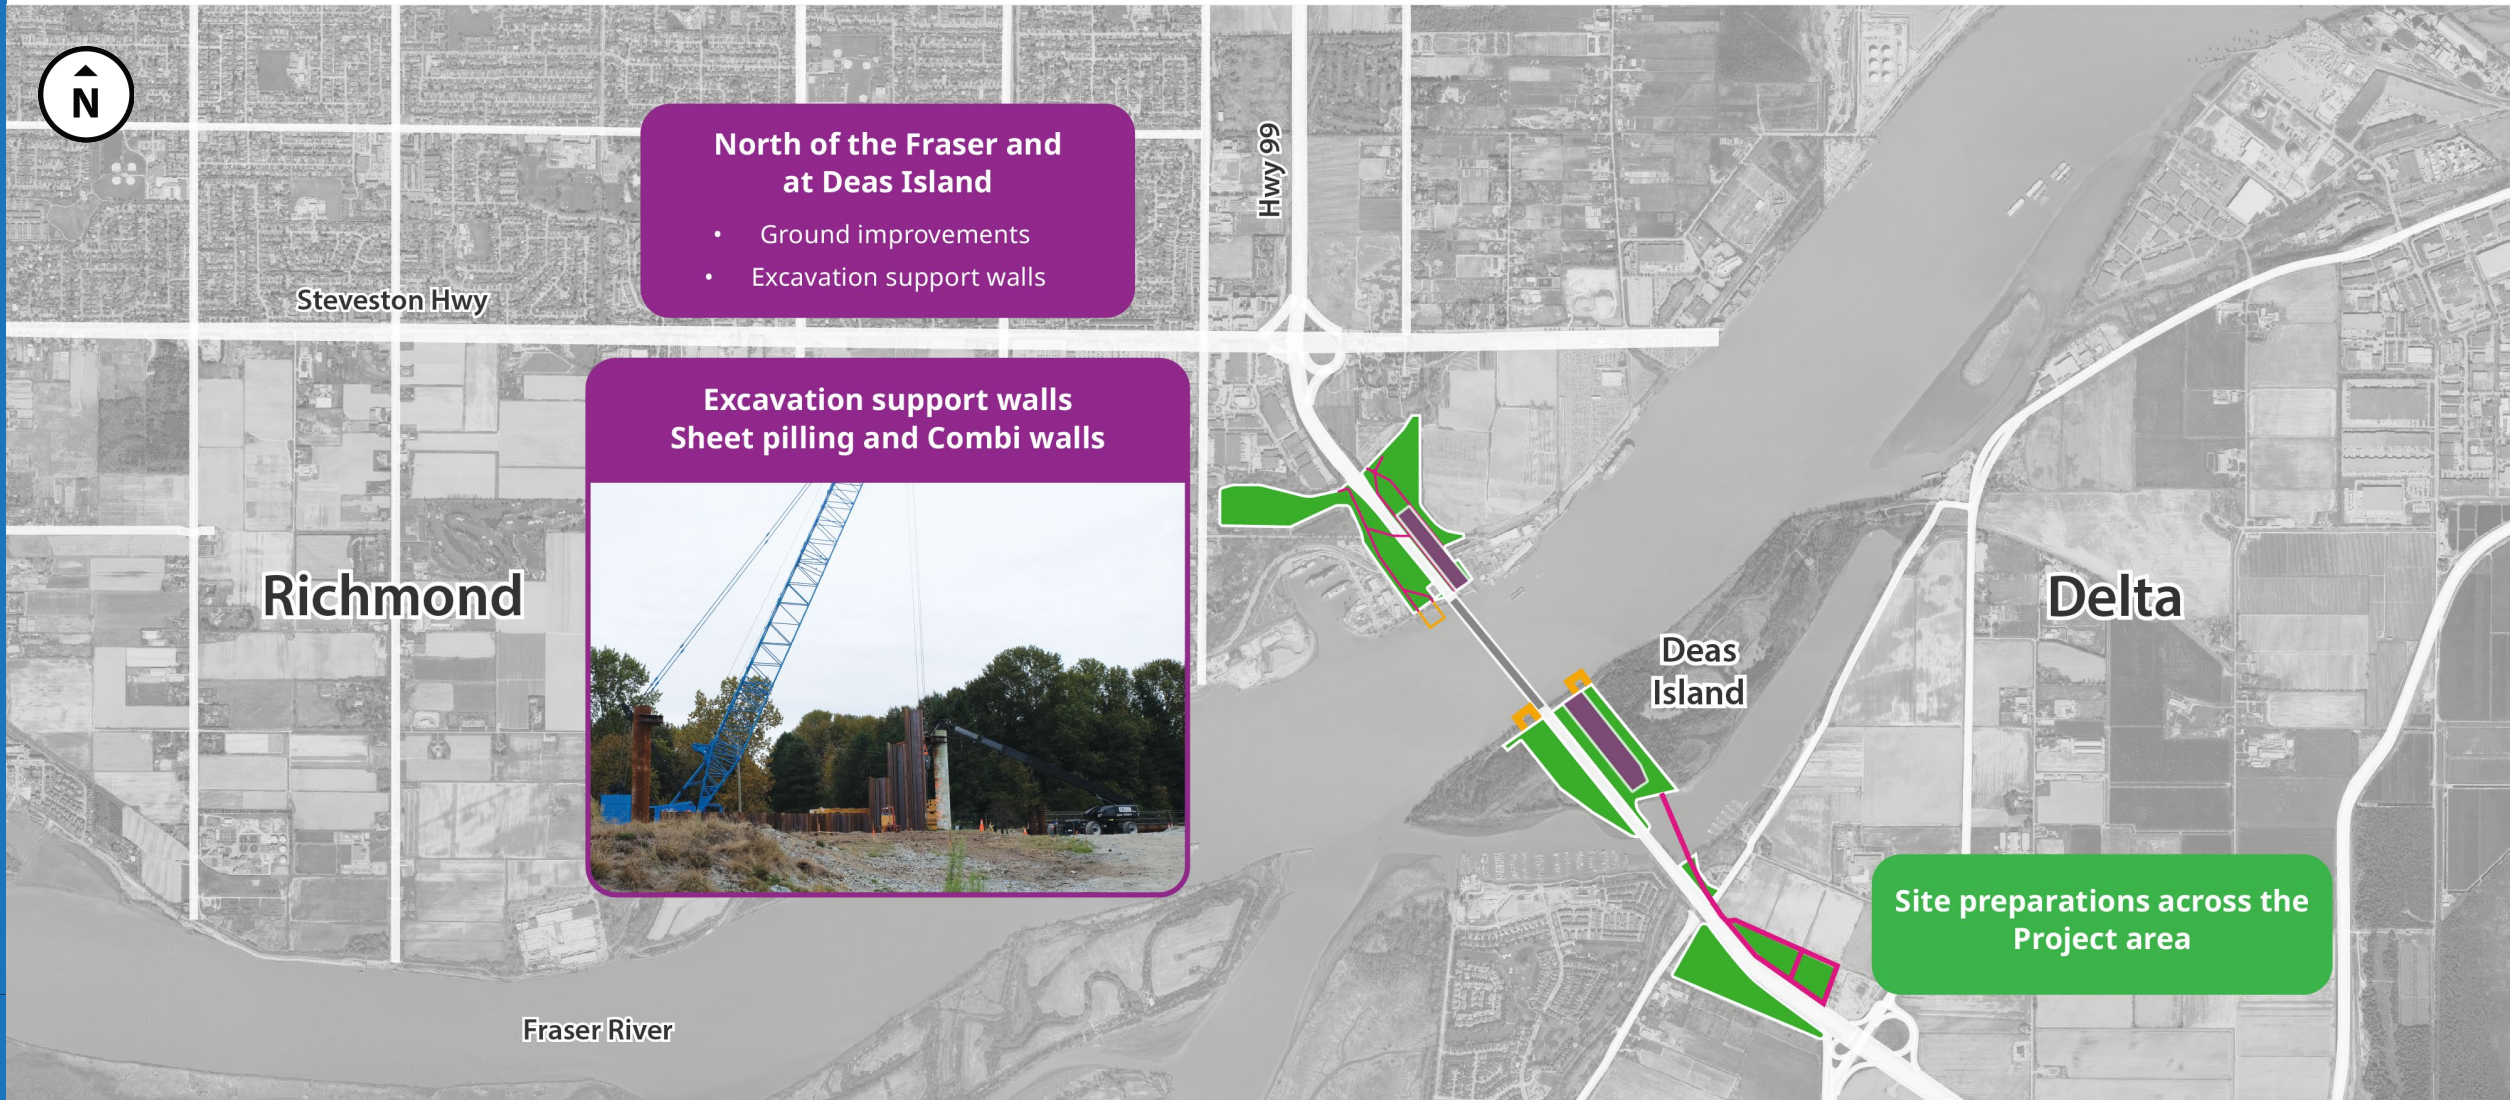 N
North of the Fraser and
at Deas Island
• Ground improvements
• Excavation support walls
Hwy 99
Steveston Hwy
Excavation support walls
Sheet pilling and Combi walls
Richmond
Delta
Deas
Island
Site preparations across the
Project area
Fraser River